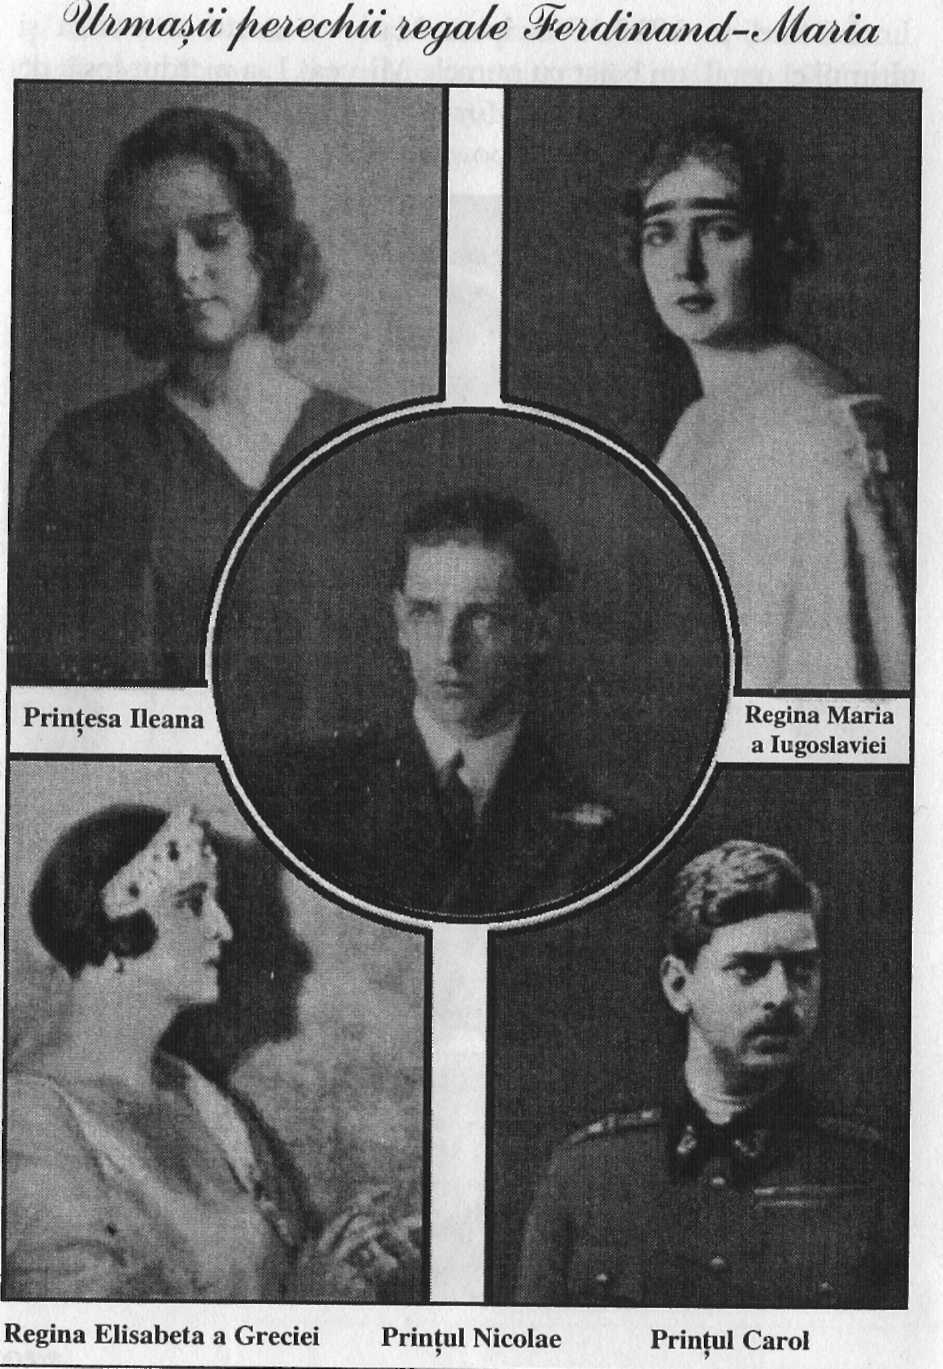 Urmașii perechii regale Ferdinand-Maria
Prințesa Ileana
Regina Maria
a Iugoslaviei
Regina Elisabeta a Greciei
Prințul Nicolae
Prințul Carol